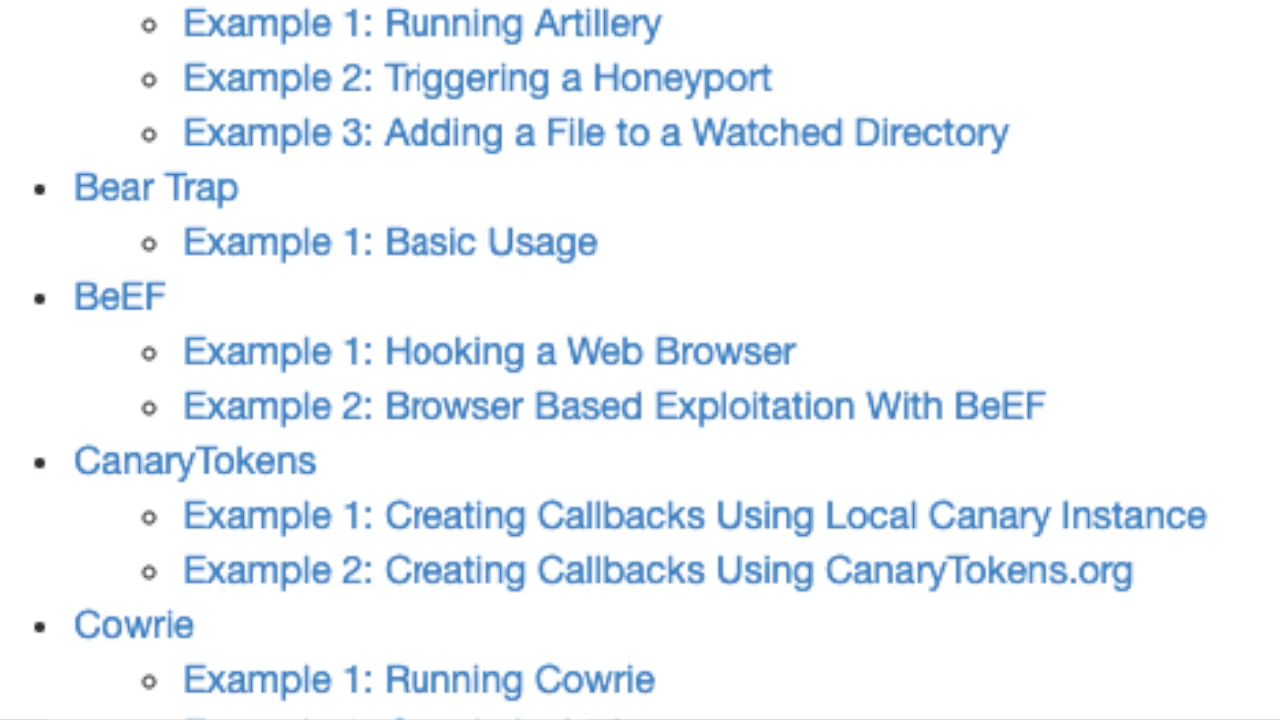 Example 1: Running Artillery
Example 2: Triggering a Honeyport
Example 3: Adding a File to a Watched Directory
Bear Trap
Example 1: Basic Usage
BeEF
Example 1: Hooking a Web Browser
Example 2: Browser Based Exploitation With BeEF
CanaryTokens
Example 1: Creating Callbacks Using Local Canary Instance
Example 2: Creating Callbacks Using CanaryTokens.org
Cowrie
Example 1: Running Cowrie